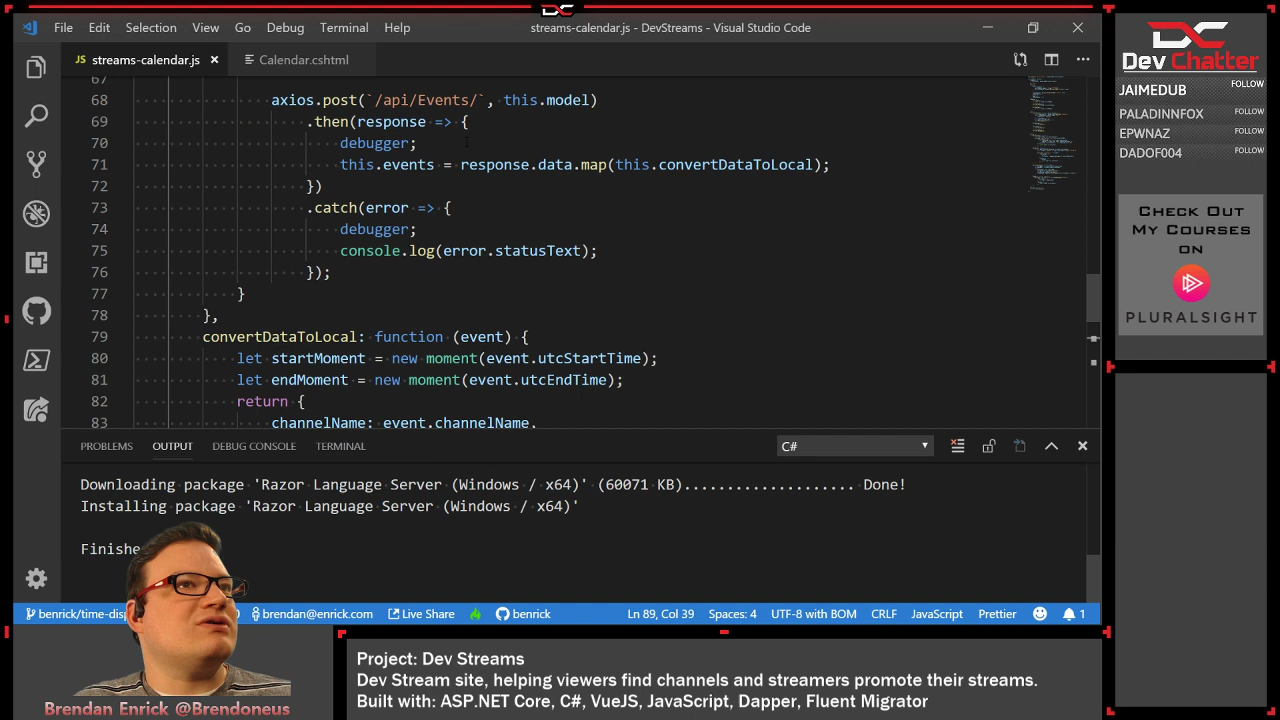 File Edit Selection View Go Debug Terminal Help
streams-calendar.js - DevStreams - Visual Studio Code
JS streams-calendar.js
Calendar.cshtml
68 axios.post(`/api/Events/`, this.model)
69 .then(response => {
70 debugger;
71 this.events = response.data.map(this.convertDataToLocal);
72 })
73 .catch(error => {
74 debugger;
75 console.log(error.statusText);
76 });
77 }
78 },
79 convertDataToLocal: function (event) {
80 let startMoment = new moment(event.utcStartTime);
81 let endMoment = new moment(event.utcEndTime);
82 return {
83 channelName: event.channelName,
PROBLEMS OUTPUT DEBUG CONSOLE TERMINAL
C#
Downloading package 'Razor Language Server (Windows / x64)' (60071 KB).................... Done!
Installing package 'Razor Language Server (Windows / x64)'
Finishe
brendan@enrick.com Live Share benrick Ln 89, Col 39 Spaces: 4 UTF-8 with BOM CRLF JavaScript Prettier 1
Brendan Enrick @Brendoneus
Project: Dev Streams
Dev Stream site, helping viewers find channels and streamers promote their streams.
Built with: ASP.NET Core, C#, VueJS, JavaScript, Dapper, Fluent Migrator
DC
Dev Chatter
JAIMEDUB FOLLOW
PALADINNFOX FOLLOW
EPWNAZ FOLLOW
DADOF004 FOLLOW
CHECK OUT
MY COURSES
ON
PLURALSIGHT